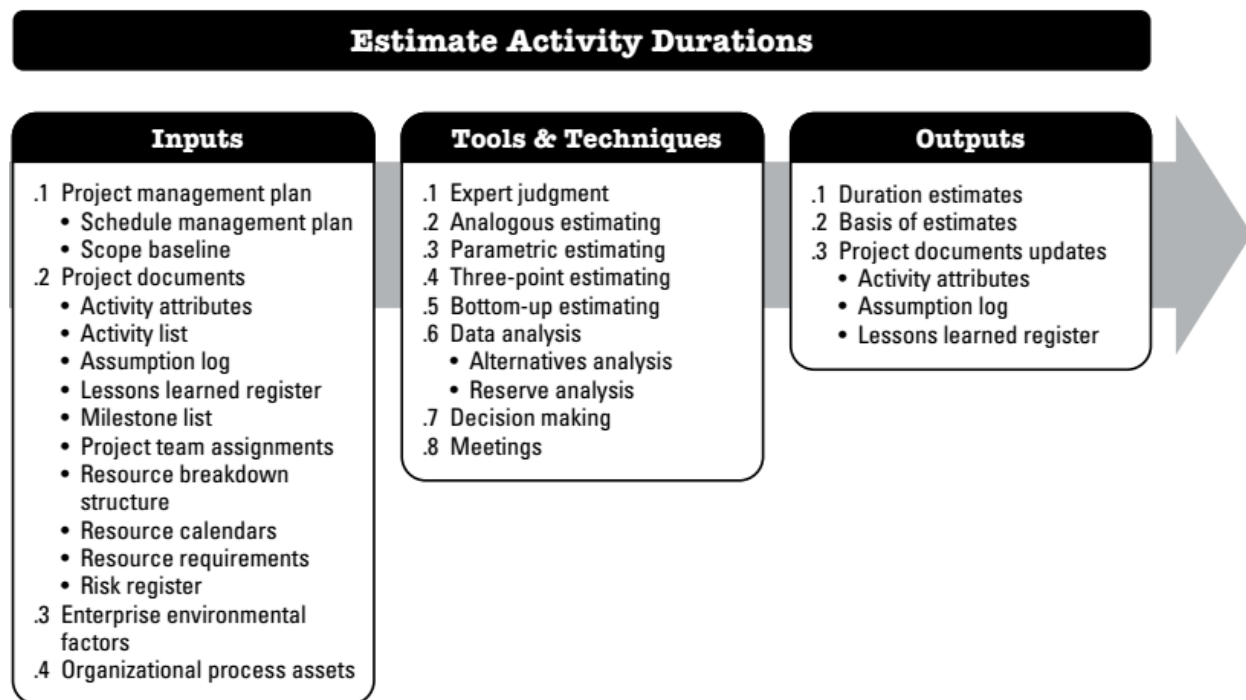 Estimate Activity Durations
Inputs
.1 Project management plan
• Schedule management plan
• Scope baseline
.2 Project documents
• Activity attributes
• Activity list
• Assumption log
• Lessons learned register
• Milestone list
• Project team assignments
• Resource breakdown
structure
• Resource calendars
• Resource requirements
• Risk register
.3 Enterprise environmental
factors
.4 Organizational process assets
Tools & Techniques
.1 Expert judgment
.2 Analogous estimating
.3 Parametric estimating
.4 Three-point estimating
.5 Bottom-up estimating
.6 Data analysis
• Alternatives analysis
• Reserve analysis
.7 Decision making
.8 Meetings
Outputs
.1 Duration estimates
.2 Basis of estimates
.3 Project documents updates
• Activity attributes
• Assumption log
• Lessons learned register